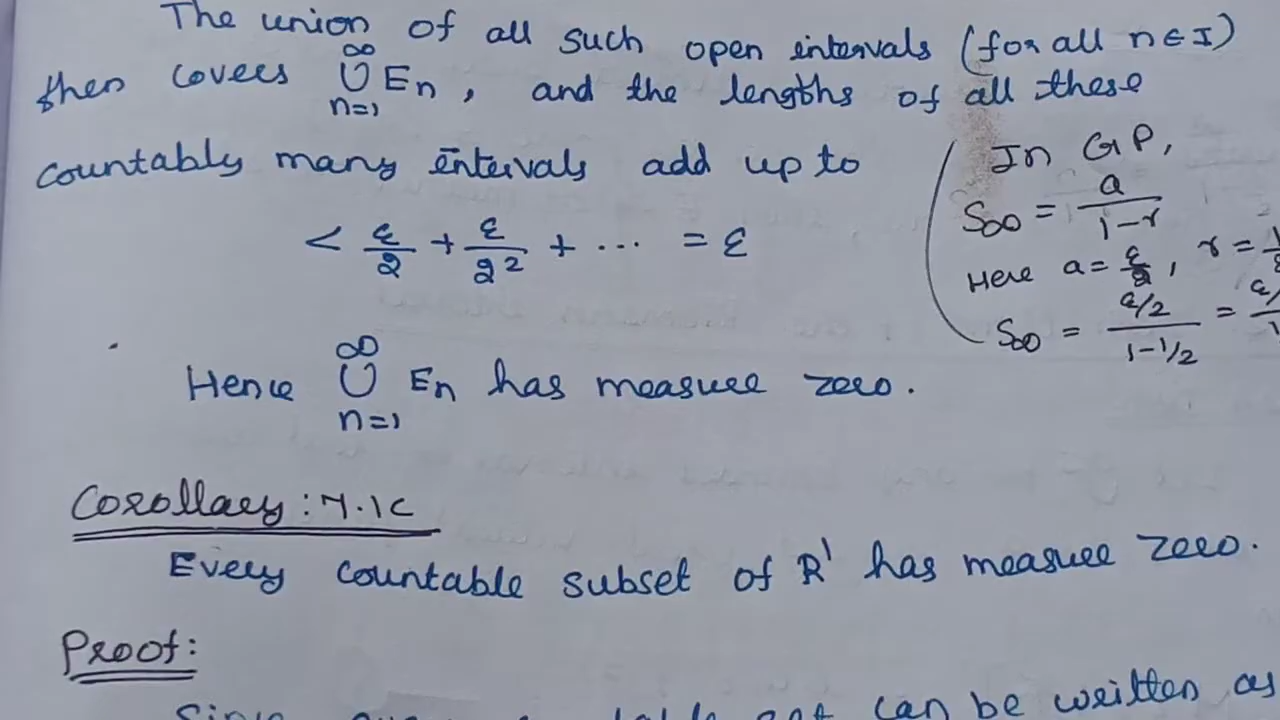 The union of all such open intervals (for all n∈I)
then covers ∞∪n=1 En, and the lengths of all these
countably many intervals add up to
< ε/2 + ε/2² + ... = ε
In GP,
S∞ = a/1-r
Here a = ε/2, r =
S∞ = ε/2 / 1-1/2 =
Hence ∞∪n=1 En has measure zero.
Corollary: 7.1C
Every countable subset of R' has measure zero.
Proof:
can be written as